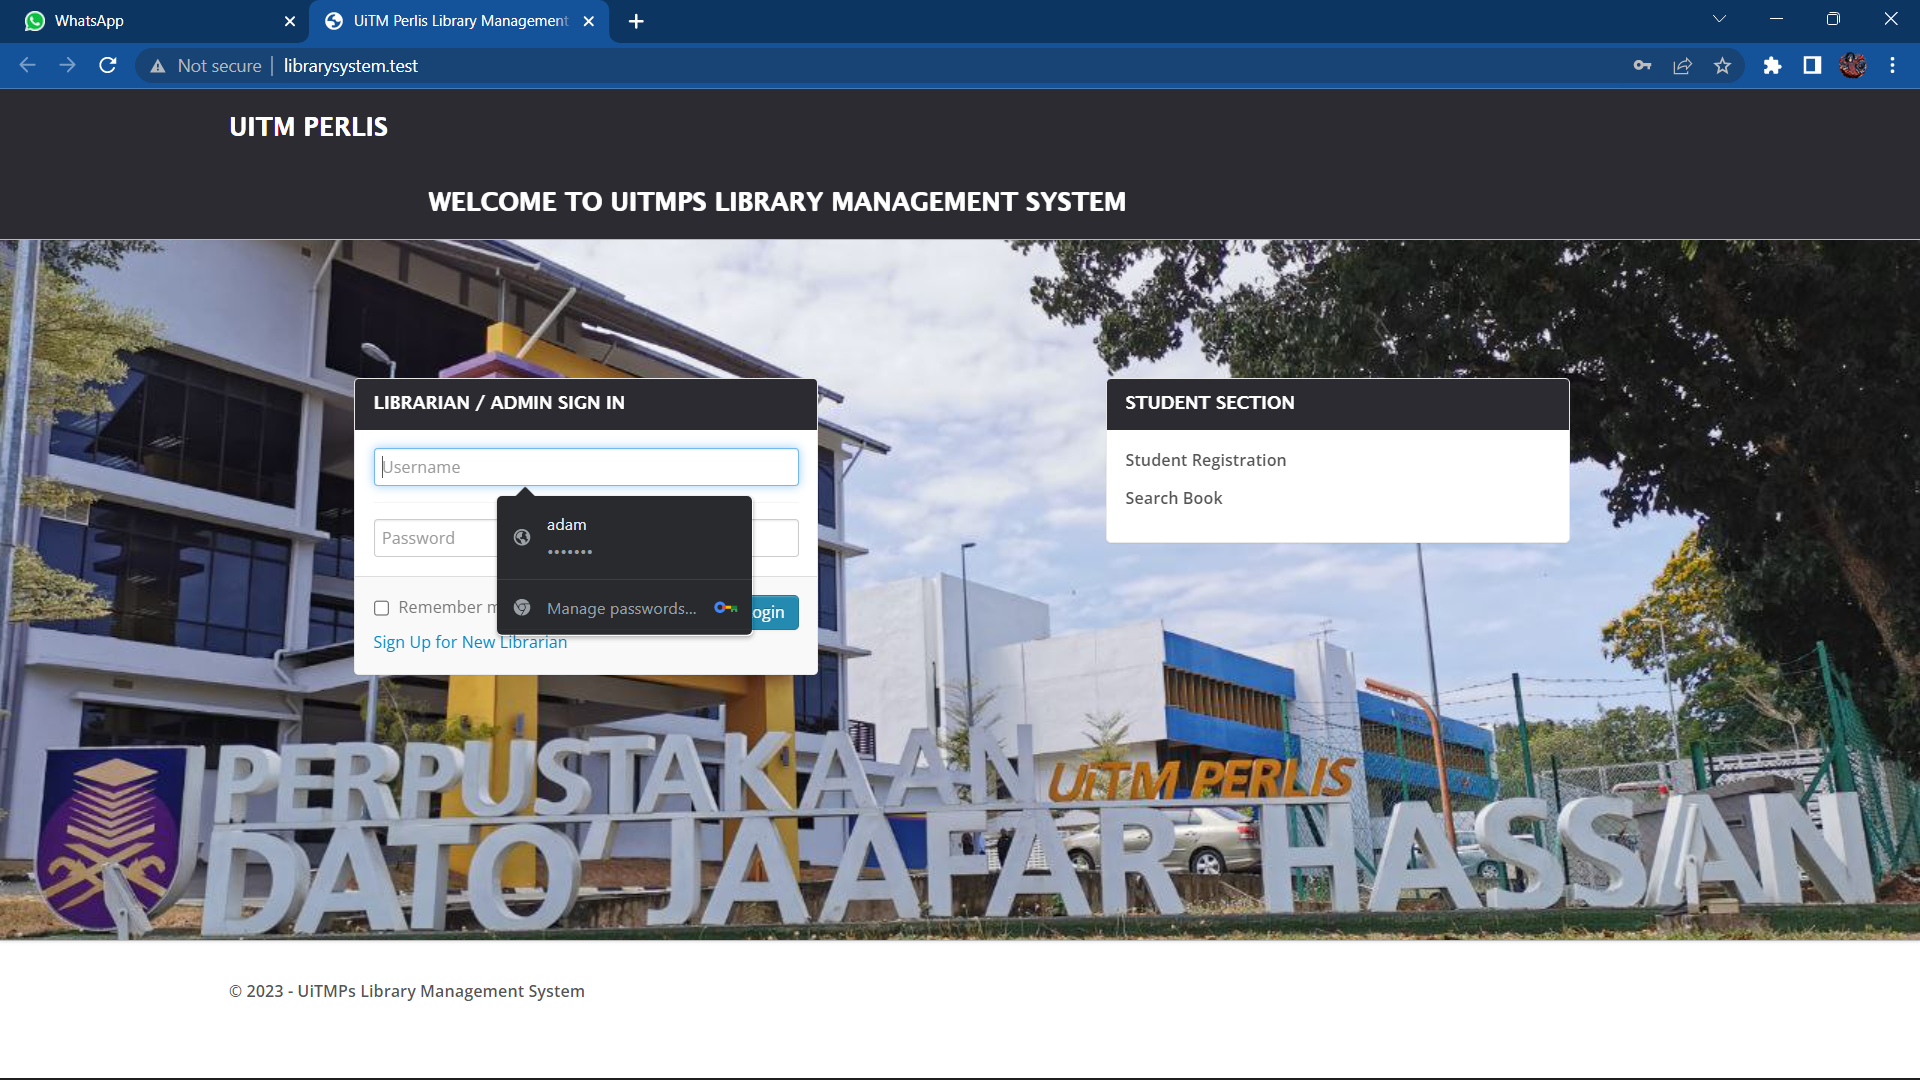 WhatsApp
UiTM Perlis Library Management
Not secure
librarysystem.test
UITM PERLIS
WELCOME TO UITMPS LIBRARY MANAGEMENT SYSTEM
LIBRARIAN / ADMIN SIGN IN
Username
adam
•••••••
Password
Manage passwords...
Remember m
ogin
Sign Up for New Librarian
STUDENT SECTION
Student Registration
Search Book
PERPUSTAKAAN
UiTM PERLIS
DATO' JAAFAR HASSAN
© 2023 - UiTMPs Library Management System